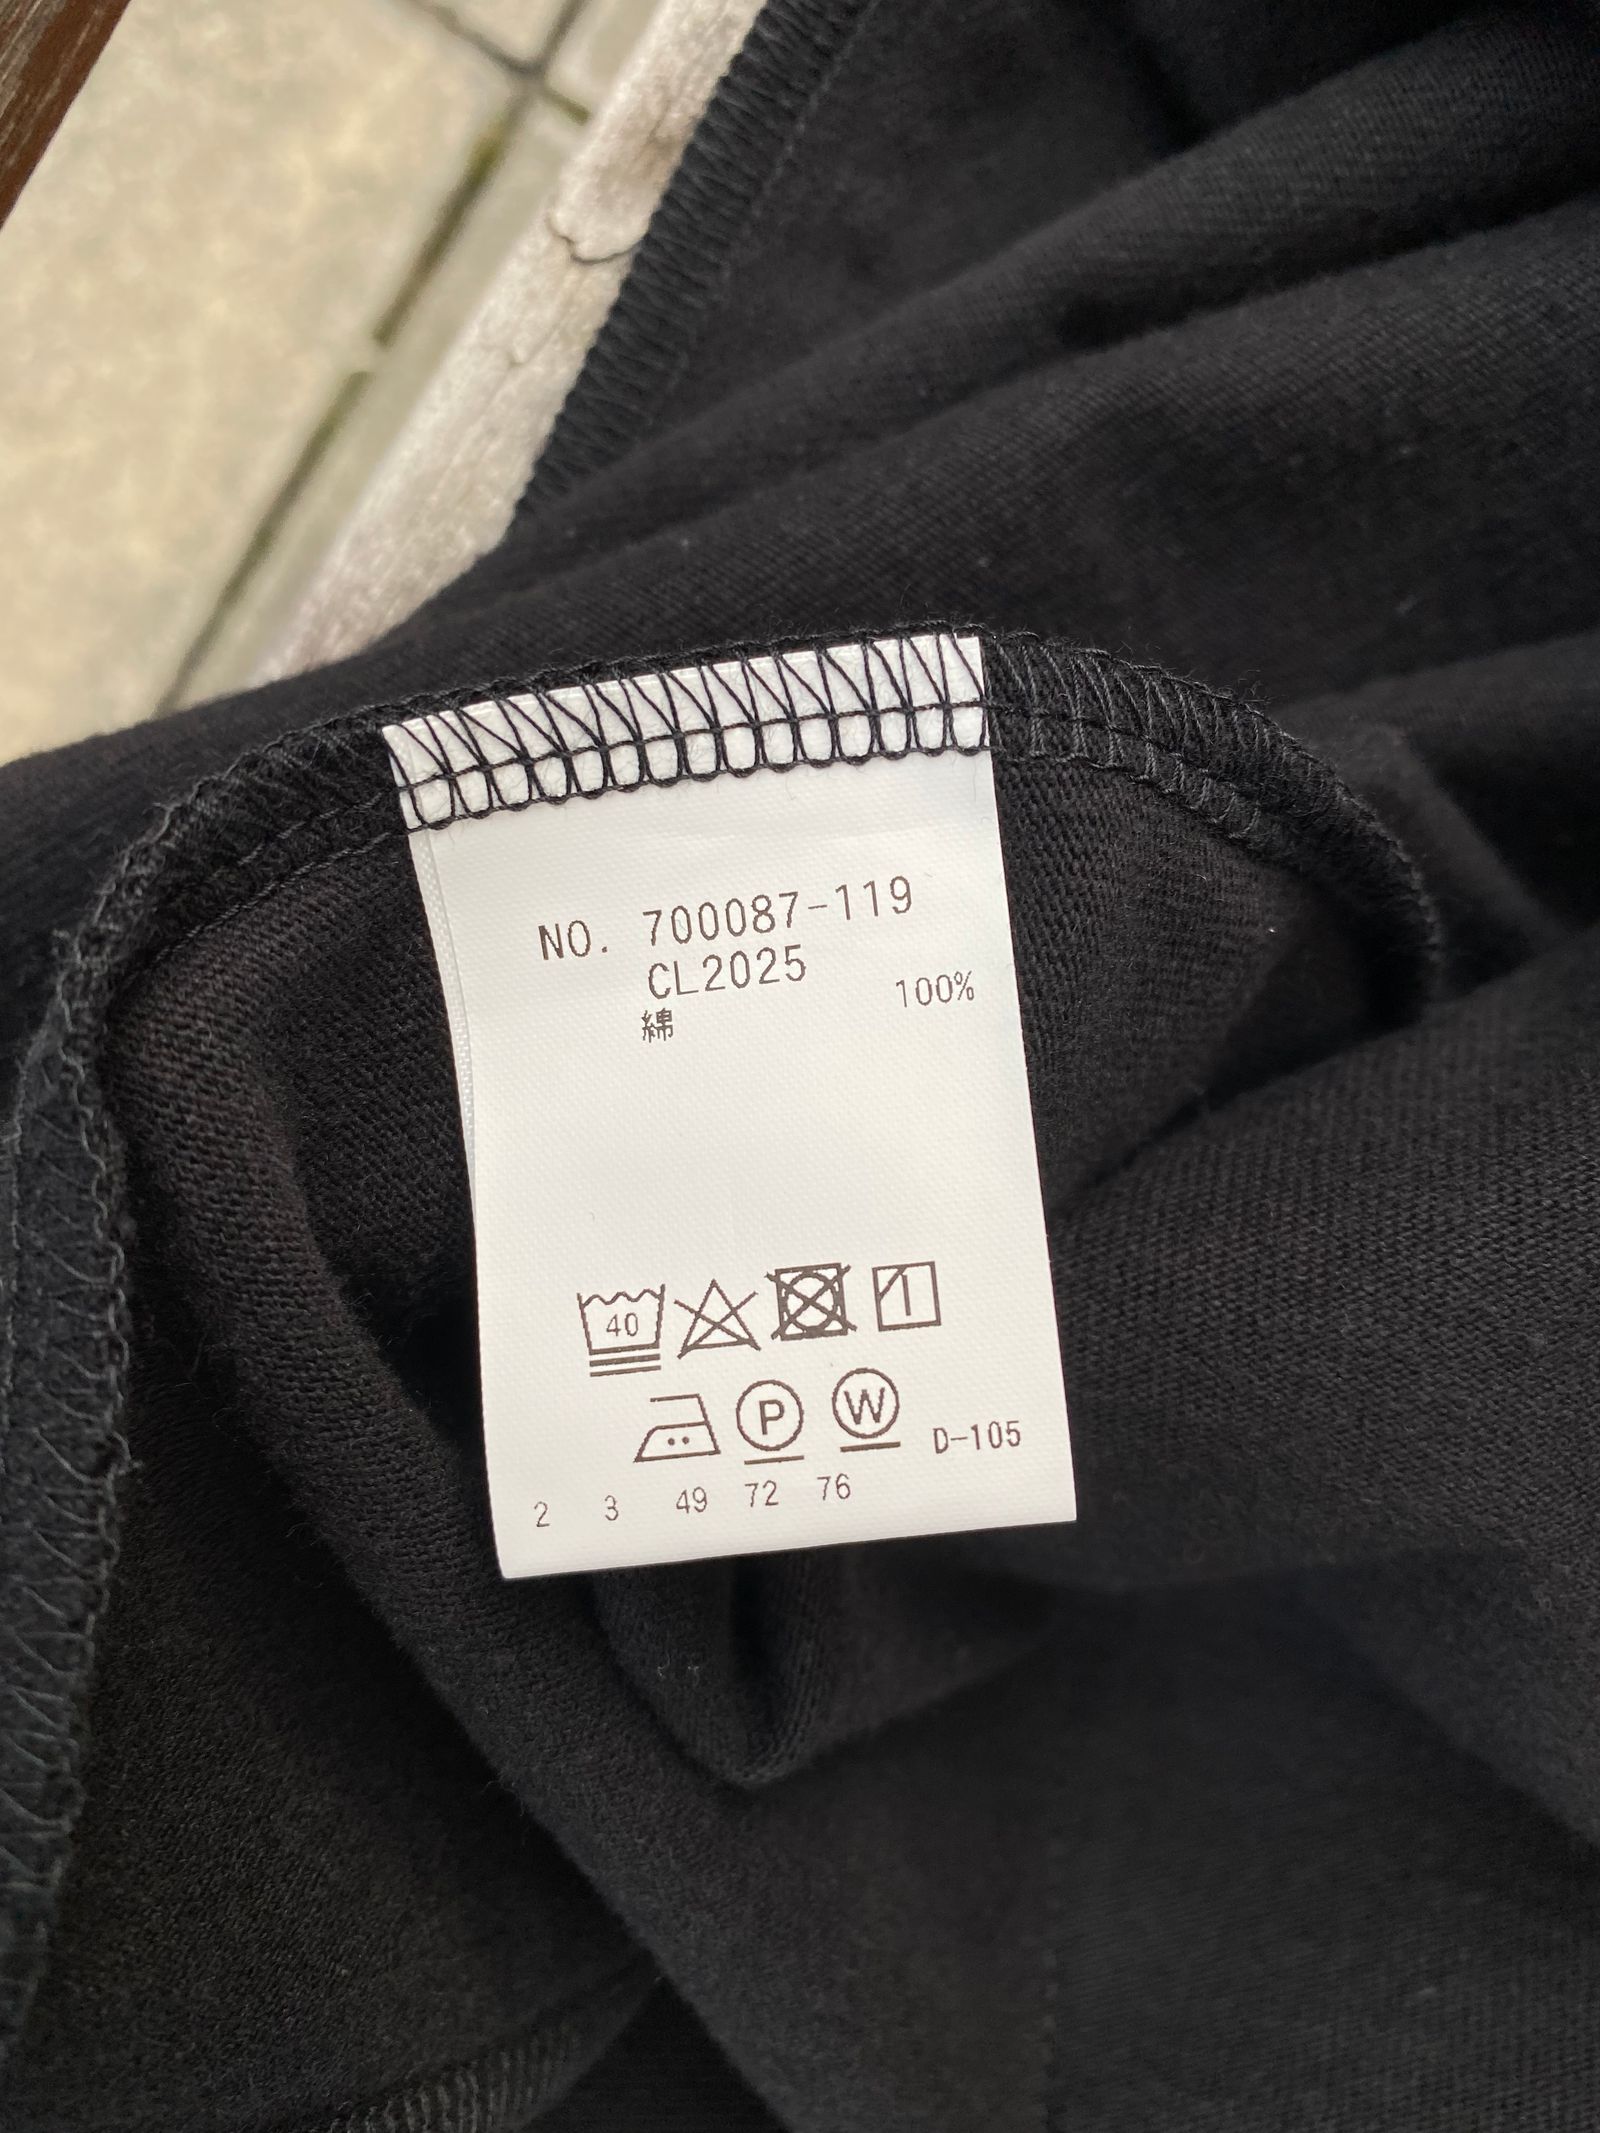 NO. 700087-119
CL2025
綿 100%
40
P W D-105
2 3 49 72 76